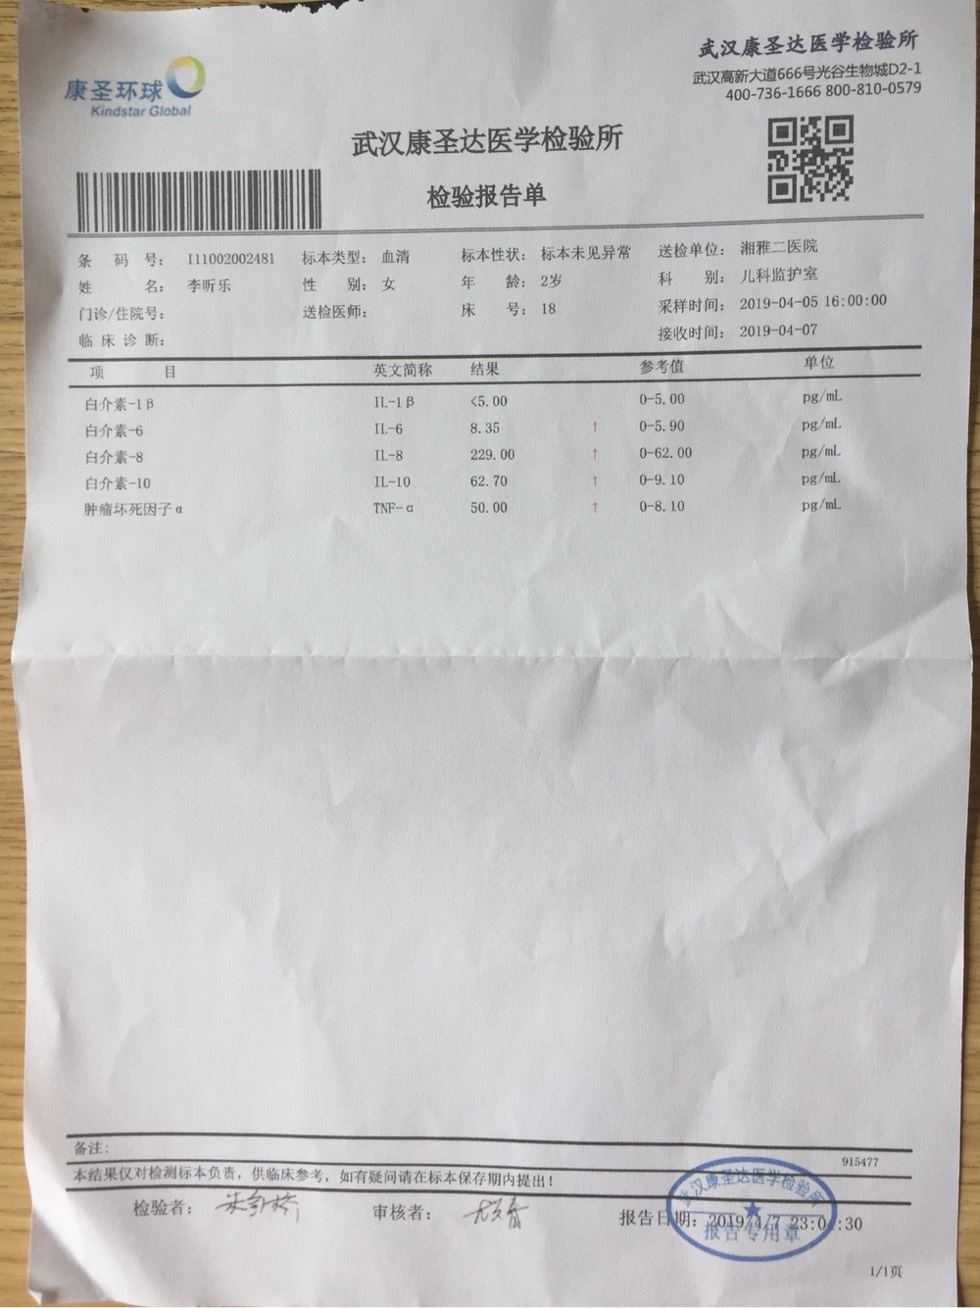 康圣环球
Kindstar Global
武汉康圣达医学检验所
武汉高新大道666号光谷生物城D2-1
400-736-1666 800-810-0579
武汉康圣达医学检验所
检验报告单
条 码 号： I11002002481 标本类型： 血清 标本性状： 标本未见异常 送检单位： 湘雅二医院
姓 名： 李昕乐 性 别： 女 年 龄： 2岁 科 别： 儿科监护室
门诊/住院号： 送检医师： 床 号： 18 采样时间： 2019-04-05 16:00:00
临 床 诊 断： 接收时间： 2019-04-07
项 目 英文简称 结果 参考值 单位
白介素-1β IL-1β <5.00 0-5.00 pg/mL
白介素-6 IL-6 8.35 ↑ 0-5.90 pg/mL
白介素-8 IL-8 229.00 ↑ 0-62.00 pg/mL
白介素-10 IL-10 62.70 ↑ 0-9.10 pg/mL
肿瘤坏死因子α TNF-α 50.00 ↑ 0-8.10 pg/mL
备注：
915477
本结果仅对检测标本负责，供临床参考，如有疑问请在标本保存期内提出！
检验者： 审核者： 报告日期： 2019/4/7
武汉康圣达医学检验所
报告专用章
1/1页